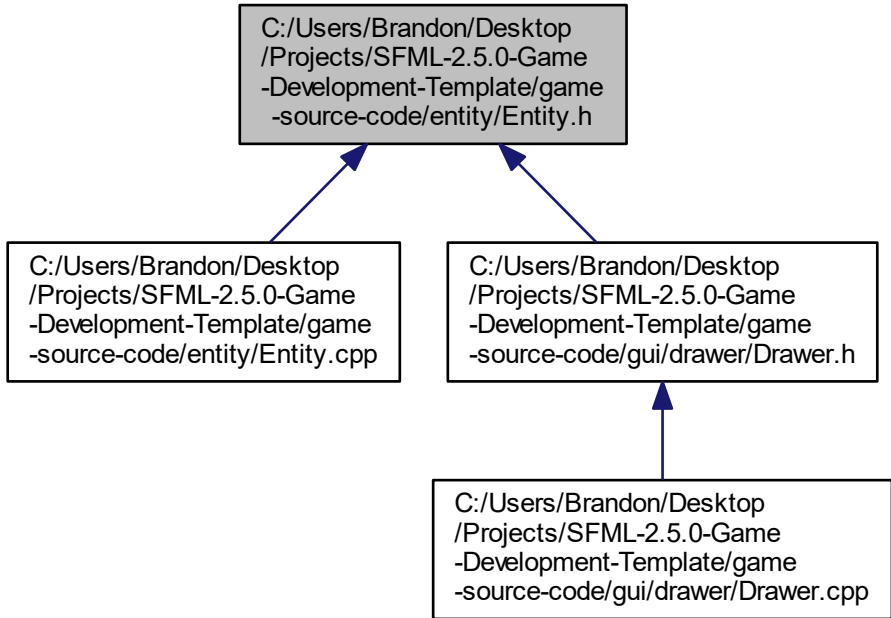 C:/Users/Brandon/Desktop
/Projects/SFML-2.5.0-Game
-Development-Template/game
-source-code/entity/Entity.h
C:/Users/Brandon/Desktop
/Projects/SFML-2.5.0-Game
-Development-Template/game
-source-code/entity/Entity.cpp
C:/Users/Brandon/Desktop
/Projects/SFML-2.5.0-Game
-Development-Template/game
-source-code/gui/drawer/Drawer.h
C:/Users/Brandon/Desktop
/Projects/SFML-2.5.0-Game
-Development-Template/game
-source-code/gui/drawer/Drawer.cpp